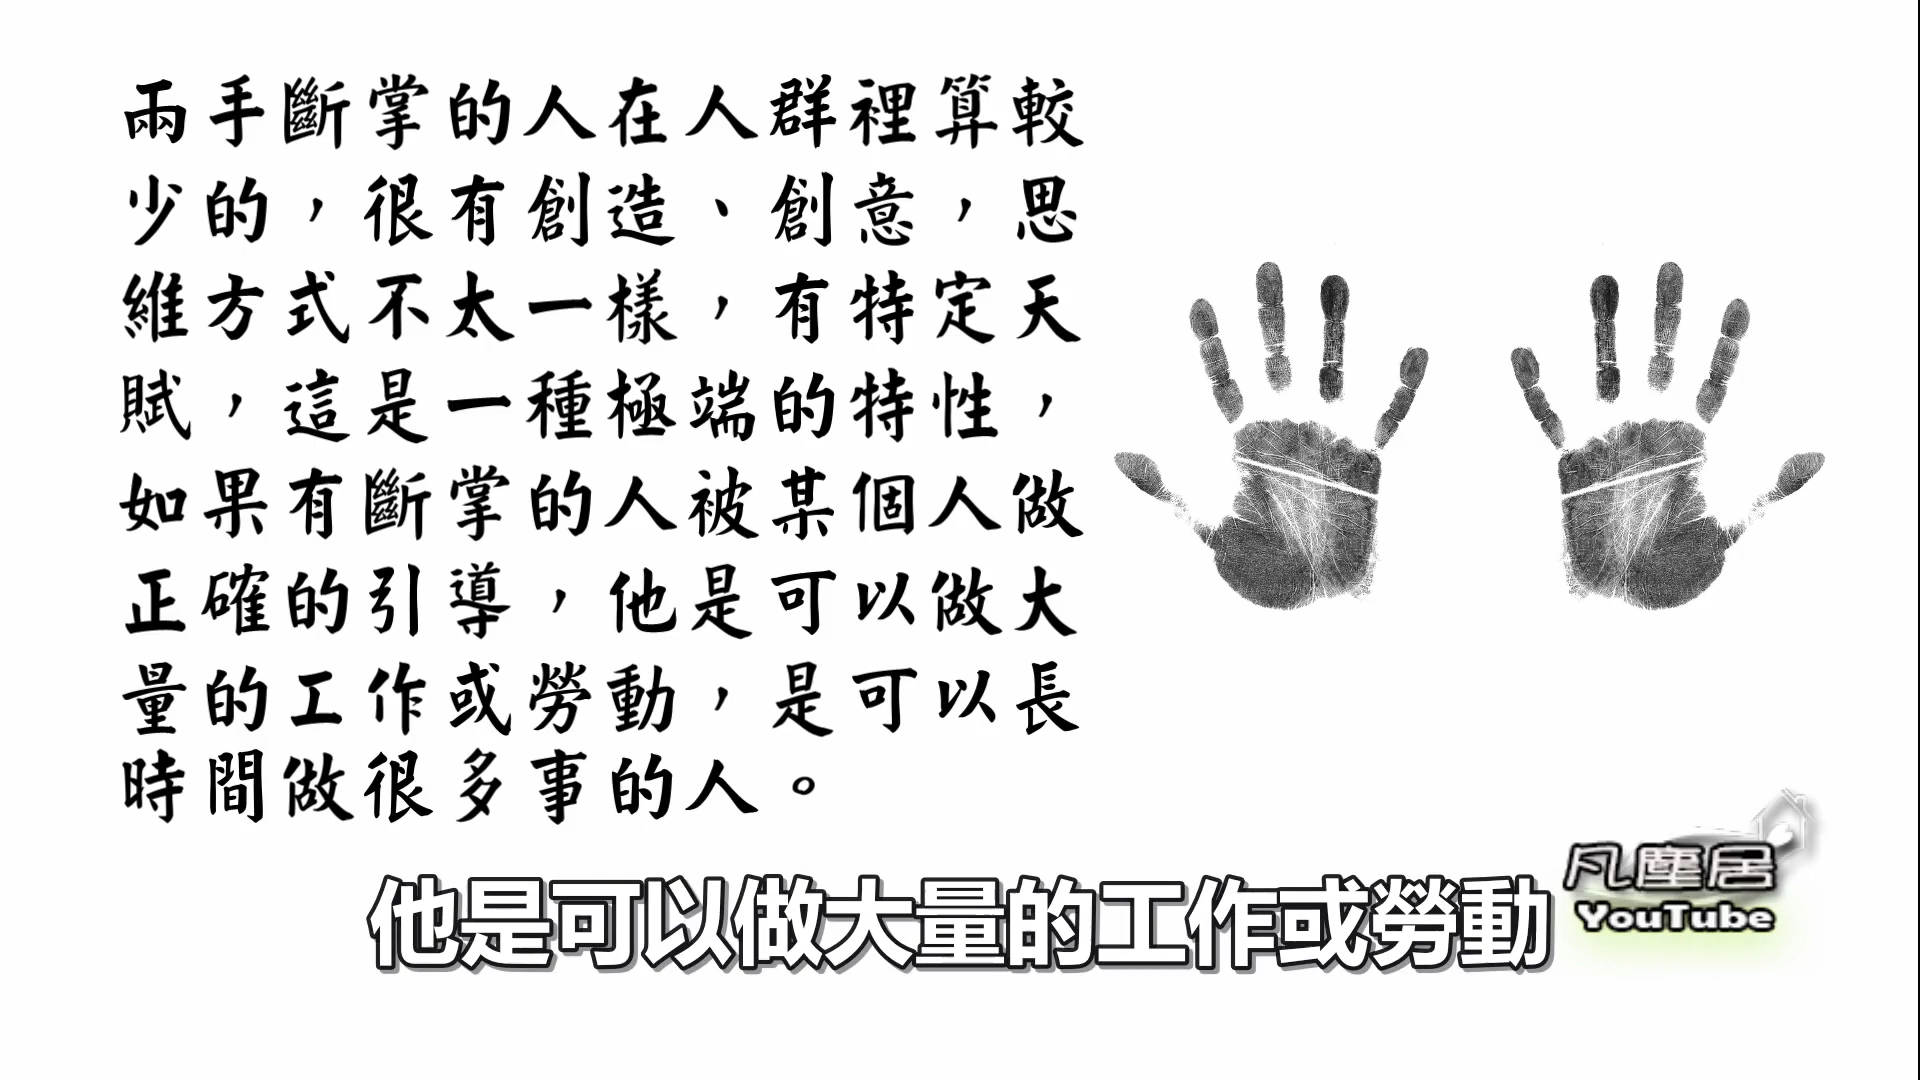 兩手斷掌的人在人群裡算較
少的，很有創造、創意，思
維方式不太一樣，有特定天
賦，這是一種極端的特性，
如果有斷掌的人被某個人做
正確的引導，他是可以做大
量的工作或勞動，是可以長
時間做很多事的人。
他是可以做大量的工作或勞動
凡塵居
YouTube